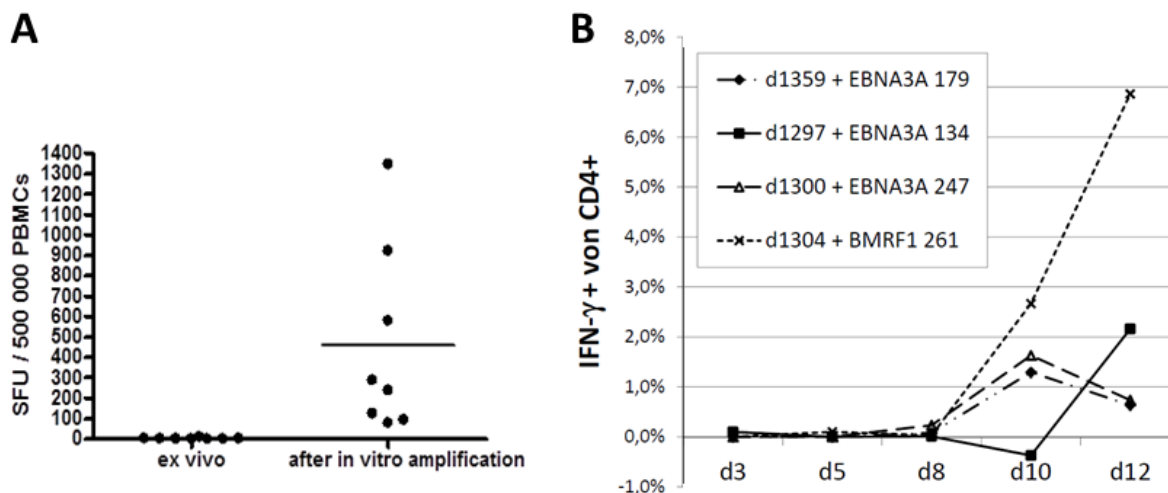 A
SFU / 500 000 PBMCs
1400
1300
1200
1100
1000
900
800
700
600
500
400
300
200
100
0
ex vivo
after in vitro amplification
B
IFN-γ+ von CD4+
8,0%
7,0%
6,0%
5,0%
4,0%
3,0%
2,0%
1,0%
0,0%
-1,0%
d1359 + EBNA3A 179
d1297 + EBNA3A 134
d1300 + EBNA3A 247
d1304 + BMRF1 261
d3 d5 d8 d10 d12